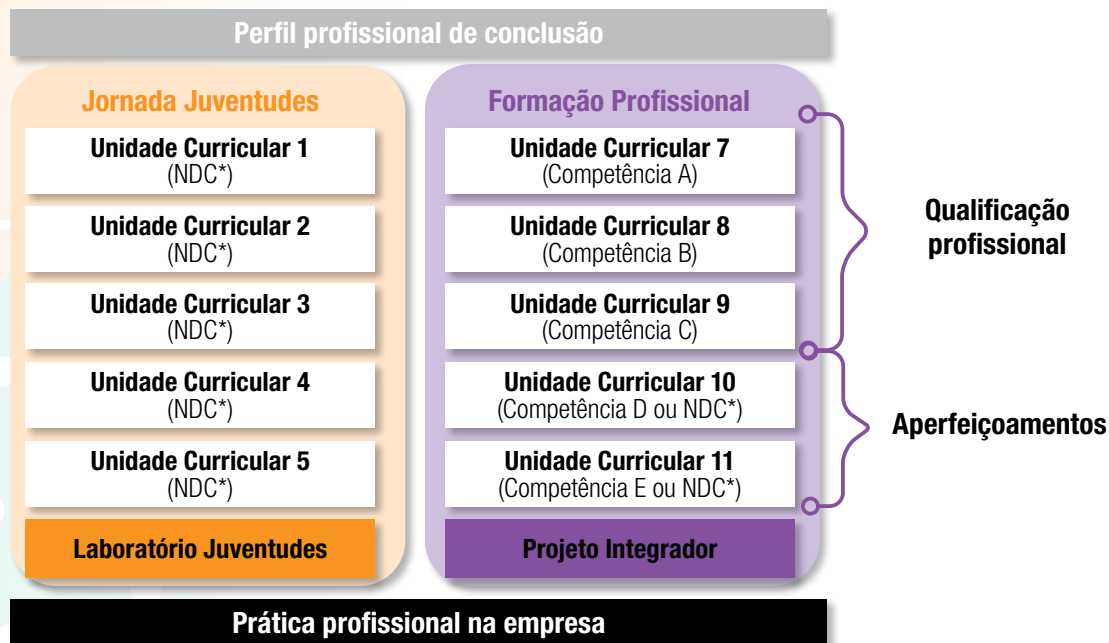 Perfil profissional de conclusão
Jornada Juventudes
Unidade Curricular 1
(NDC*)
Unidade Curricular 2
(NDC*)
Unidade Curricular 3
(NDC*)
Unidade Curricular 4
(NDC*)
Unidade Curricular 5
(NDC*)
Laboratório Juventudes
Formação Profissional
Unidade Curricular 7
(Competência A)
Unidade Curricular 8
(Competência B)
Unidade Curricular 9
(Competência C)
Unidade Curricular 10
(Competência D ou NDC*)
Unidade Curricular 11
(Competência E ou NDC*)
Projeto Integrador
Qualificação
profissional
Aperfeiçoamentos
Prática profissional na empresa